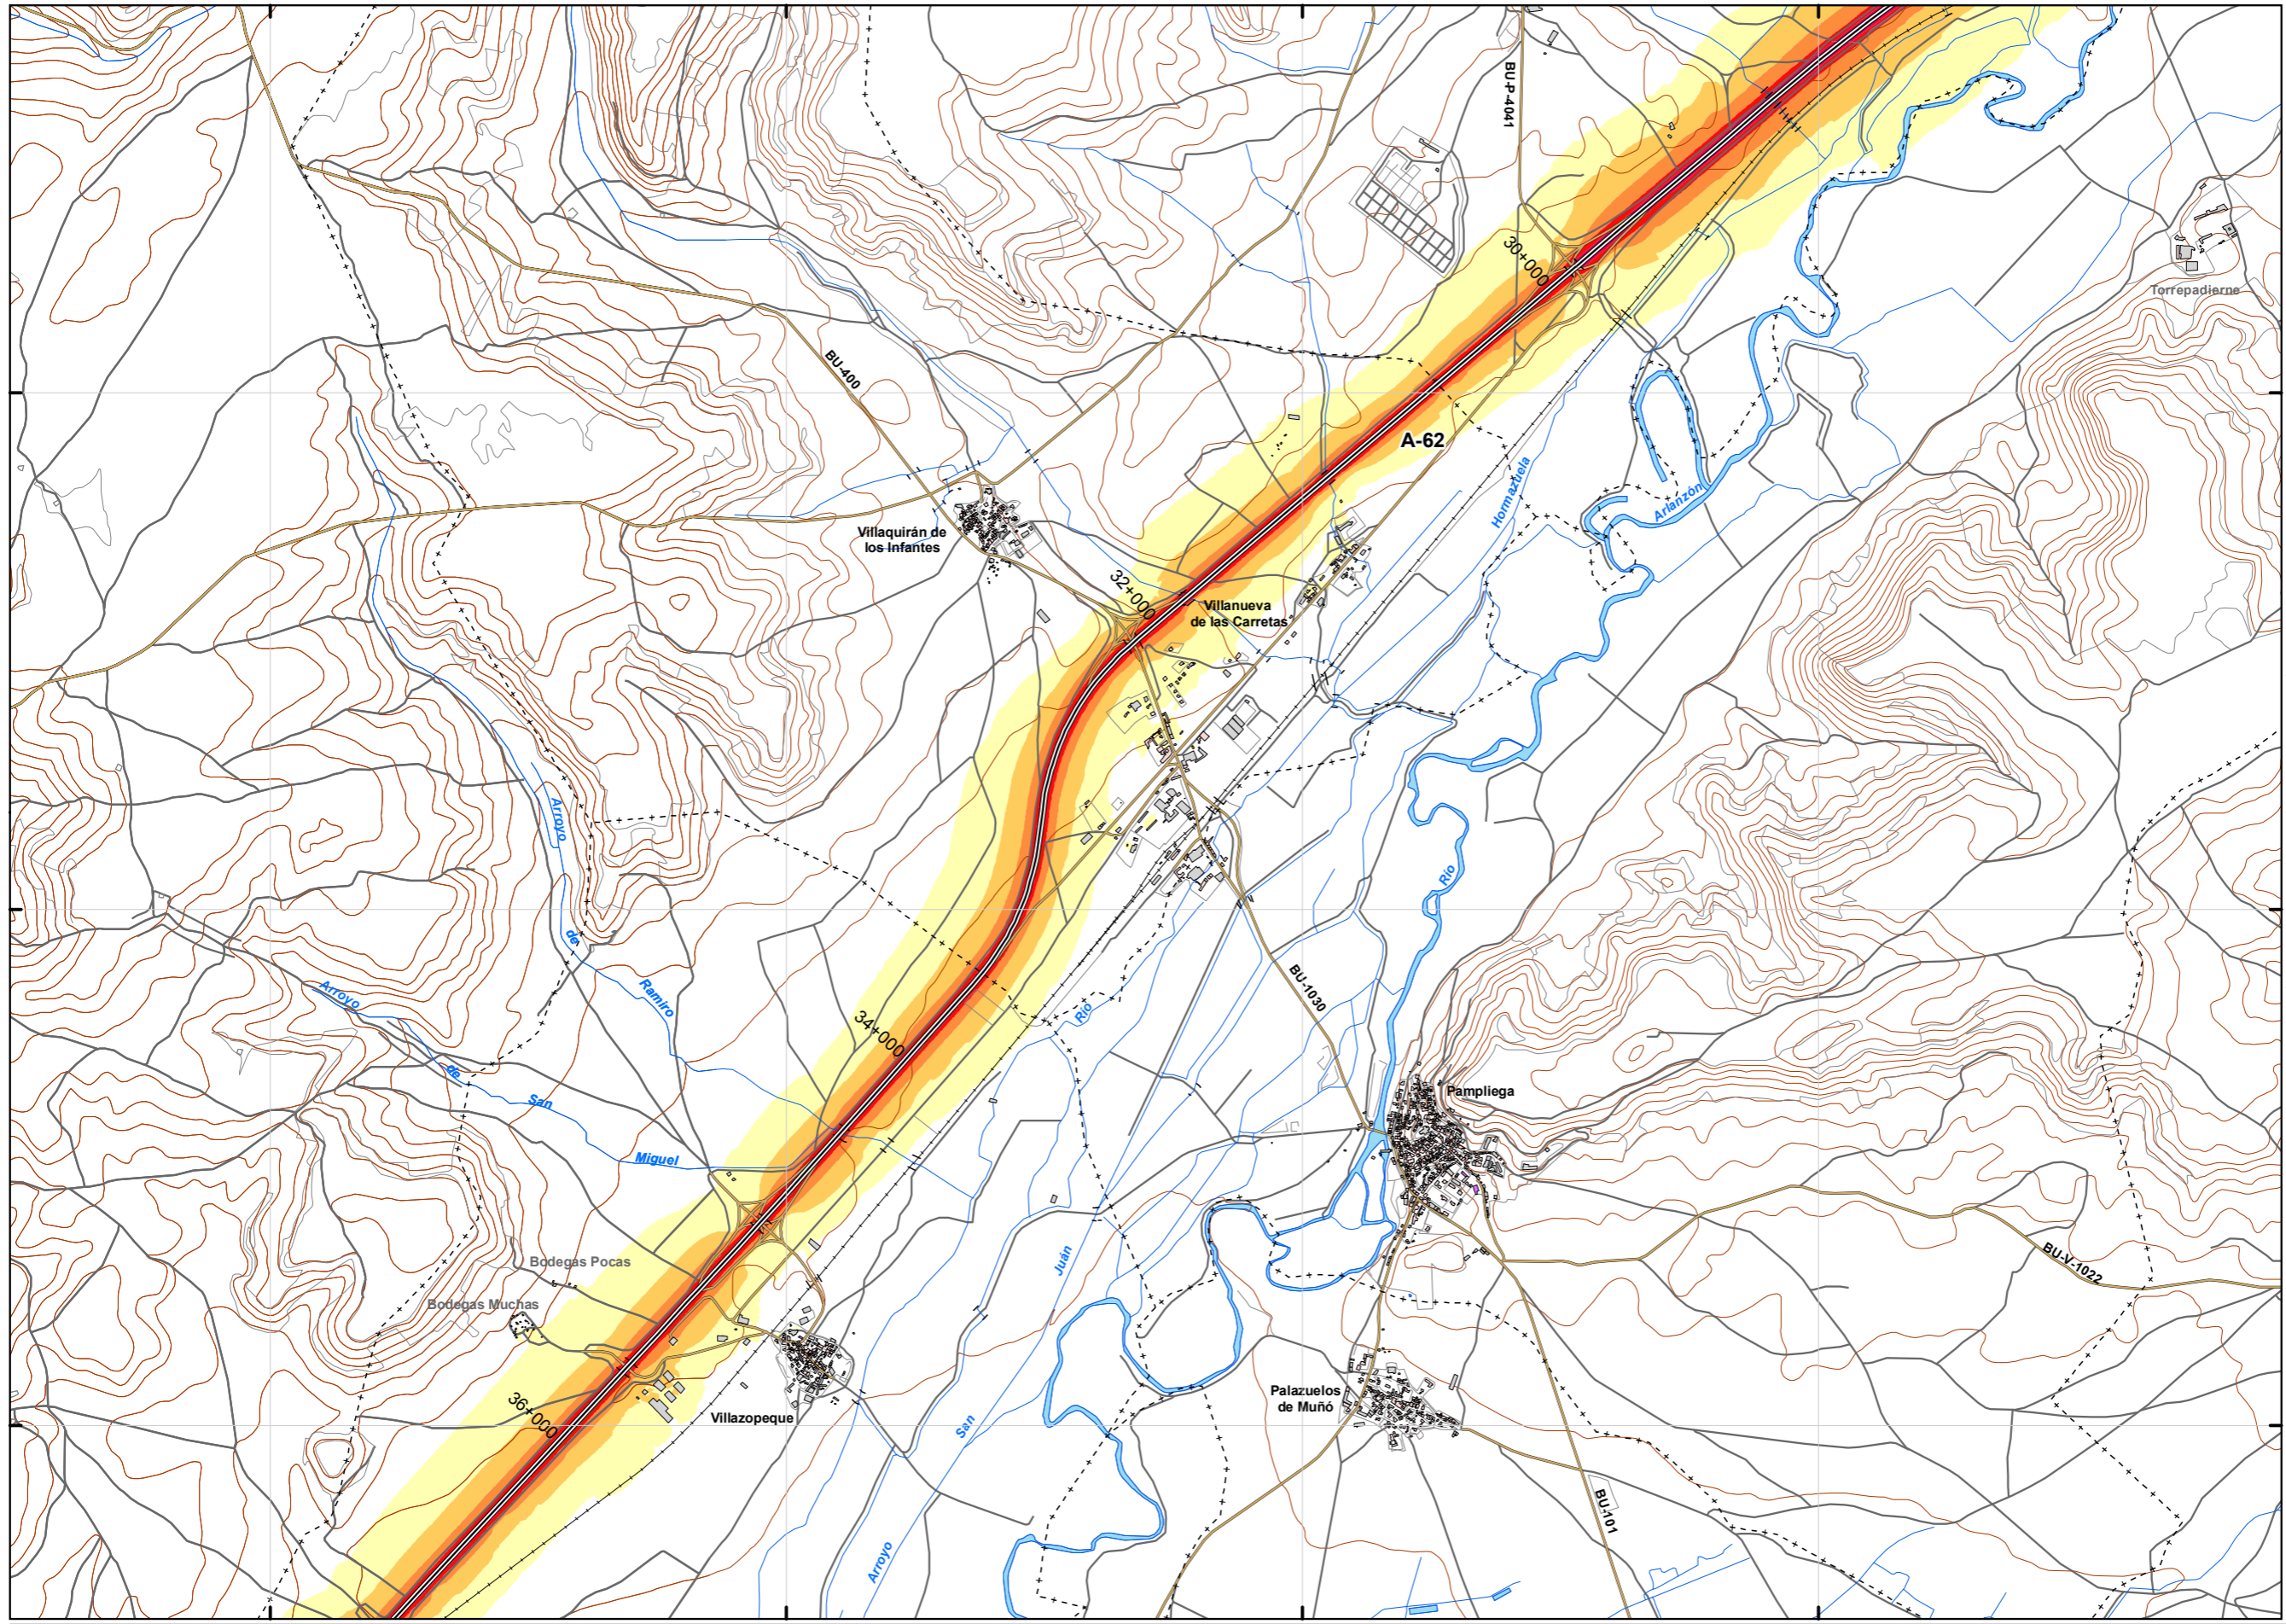 BU-P-4041
30+000
Torrepadierne
BU-400
A-62
Hormazuela
Arlanzón
Villaquirán de
los Infantes
32+000
Villanueva
de las Carretas
Arroyo
de
Ramiro
Río
Arroyo
de
San
Miguel
34+000
Río
BU-1030
Pampliega
BU-V-1022
Juán
San
Arroyo
Bodegas Pocas
Bodegas Muchas
36+000
Villazopeque
Palazuelos
de Muñó
BU-101